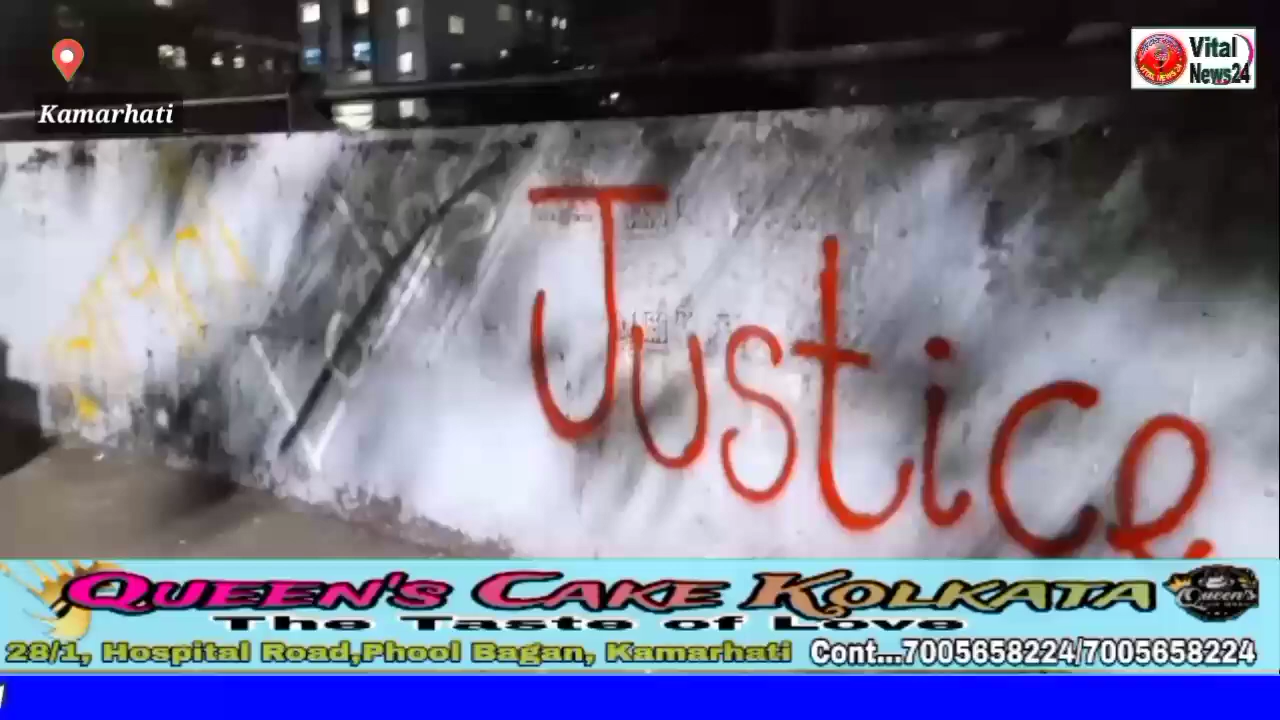 Kamarhati
Vital
News24
Justice
QUEEN'S CAKE KOLKATA
The Taste of Love
Queen's
28/1, Hospital Road,Phool Bagan, Kamarhati
Cont...7005658224/7005658224